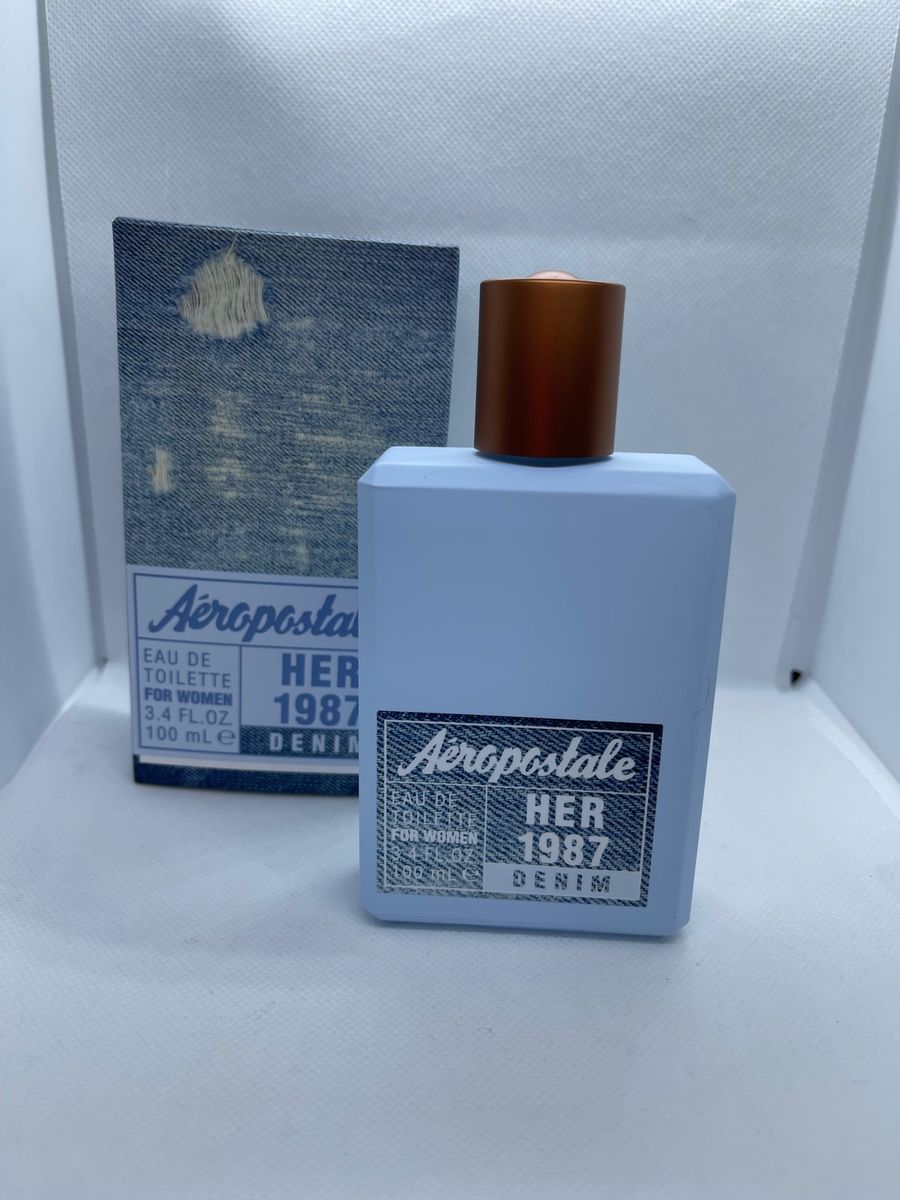 Aéropostal
EAU DE
TOILETTE
FOR WOMEN
3.4 FL.OZ.
100 mL e
HER
1987
DENIM
Aéropostale
EAU DE
TOILETTE
FOR WOMEN
3.4 FL.OZ.
100 mL e
HER
1987
DENIM